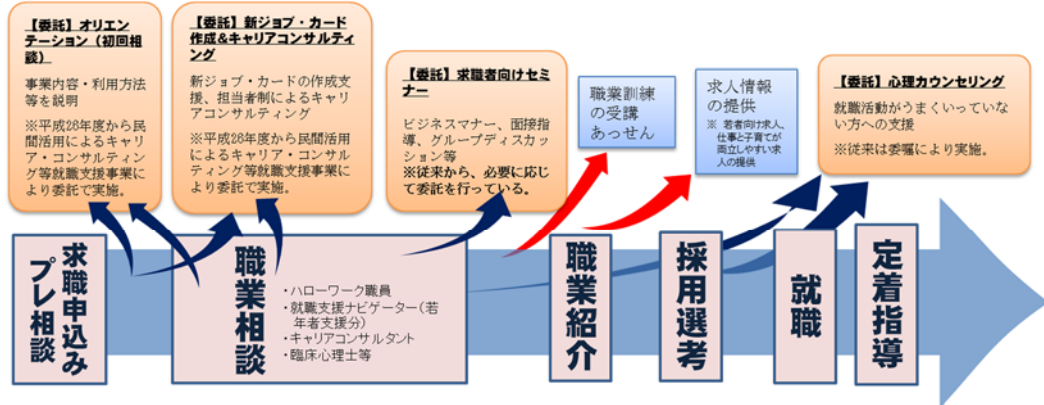 【委託】オリエン
テーション（初回相
談）
事業内容・利用方法
等を説明
※平成28年度から民
間活用によるキャリ
ア・コンサルティン
グ等就職支援事業に
より委託で実施。
【委託】新ジョブ・カード
作成&キャリアコンサルティ
ング
新ジョブ・カードの作成支
援、担当者制によるキャリ
アコンサルティング
※平成28年度から民間活用
によるキャリア・コンサル
ティング等就職支援事業に
より委託で実施。
【委託】求職者向けセミ
ナー
ビジネスマナー、面接指
導、グループディスカッ
ション等
※従来から、必要に応じ
て委託を行っている。
職業訓練
の受講
あっせん
求人情報
の提供
※ 若者向け求人、
仕事と子育てが
両立しやすい求
人の提供
【委託】心理カウンセリング
就職活動がうまくいっていな
い方への支援
※従来は委嘱により実施。
求職申込み
プレ相談
職業相談
・ハローワーク職員
・就職支援ナビゲーター（若
年者支援分）
・キャリアコンサルタント
・臨床心理士等
職業紹介
採用選考
就職
定着指導